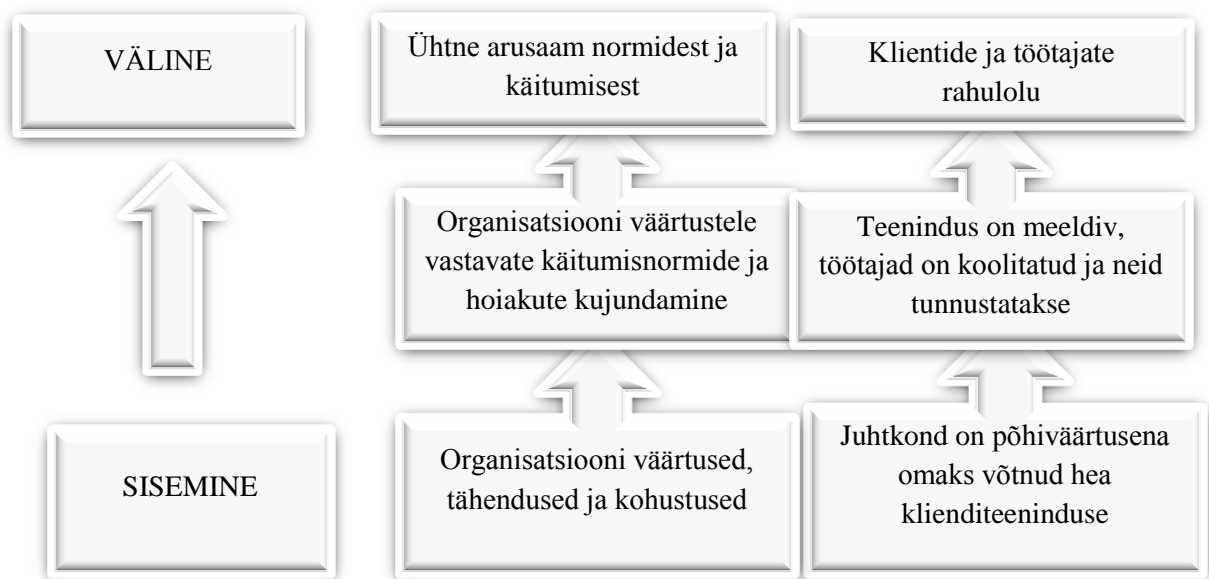 VÄLINE
Ühtne arusaam normidest ja
käitumisest
Klientide ja töötajate
rahulolu
Organisatsiooni väärtustele
vastavate käitumisnormide ja
hoiakute kujundamine
Teenindus on meeldiv,
töötajad on koolitatud ja neid
tunnustatakse
SISEMINE
Organisatsiooni väärtused,
tähendused ja kohustused
Juhtkond on põhiväärtusena
omaks võtnud hea
klienditeeninduse